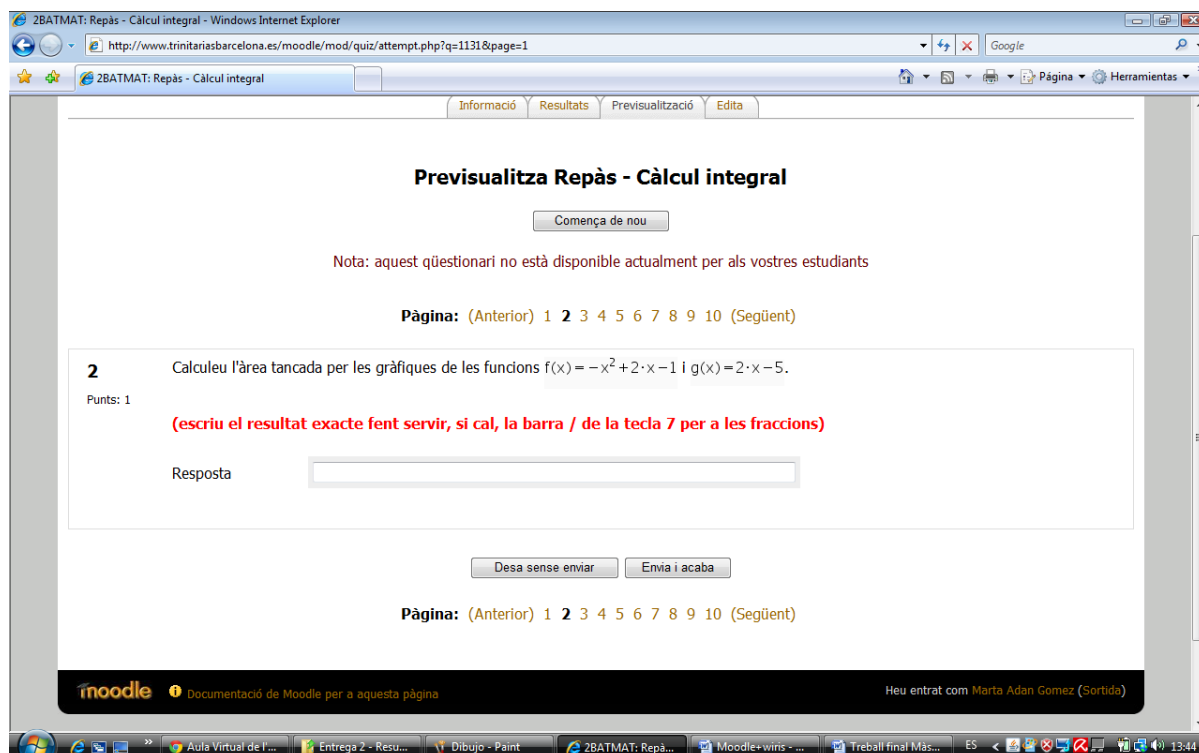 2BATMAT: Repàs - Càlcul integral - Windows Internet Explorer
http://www.trinitariasbarcelona.es/moodle/mod/quiz/attempt.php?q=1131&page=1
Google
2BATMAT: Repàs - Càlcul integral
Página
Herramientas
Informació Resultats Previsualització Edita
Previsualitza Repàs - Càlcul integral
Comença de nou
Nota: aquest qüestionari no està disponible actualment per als vostres estudiants
Pàgina: (Anterior) 1 2 3 4 5 6 7 8 9 10 (Següent)
2
Calculeu l'àrea tancada per les gràfiques de les funcions f(x)=−x²+2·x−1 i g(x)=2·x−5.
Punts: 1
(escriu el resultat exacte fent servir, si cal, la barra / de la tecla 7 per a les fraccions)
Resposta
Desa sense enviar Envia i acaba
Pàgina: (Anterior) 1 2 3 4 5 6 7 8 9 10 (Següent)
moodle Documentació de Moodle per a aquesta pàgina
Heu entrat com Marta Adan Gomez (Sortida)
Aula Virtual de l'... Entrega 2 - Resu... Dibujo - Paint 2BATMAT: Repà... Moodle+wiris - ... Treball final Màs... ES 13:44